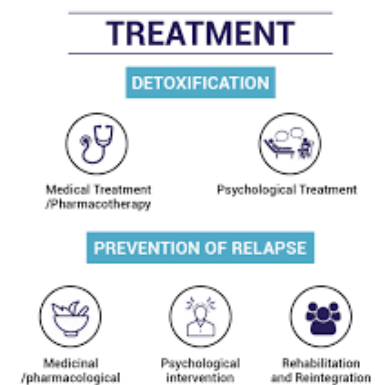 TREATMENT
DETOXIFICATION
Medical Treatment
/Pharmacotherapy
Psychological Treatment
PREVENTION OF RELAPSE
Medicinal
/pharmacological
Psychological
intervention
Rehabilitation
and Reintegration